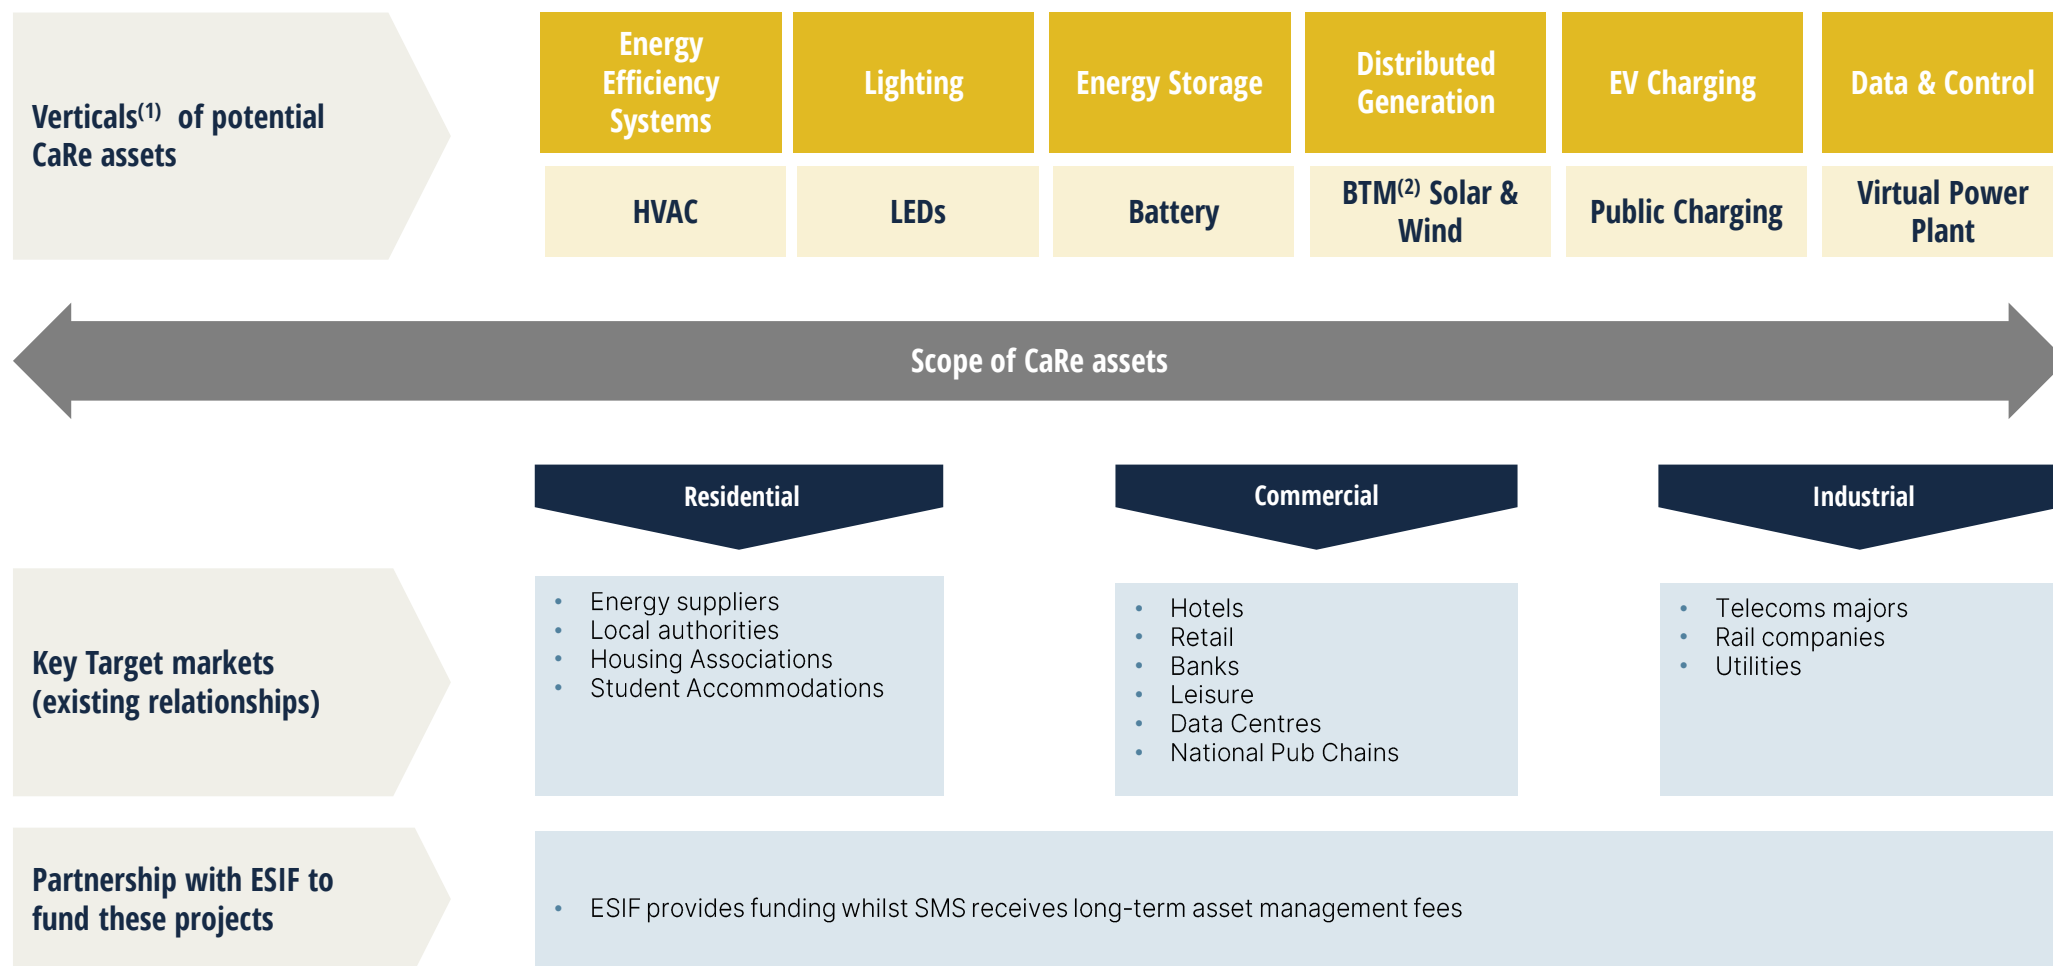 Verticals(1) of potential
CaRe assets
Energy
Efficiency
Systems
Lighting
Energy Storage
Distributed
Generation
EV Charging
Data & Control
HVAC
LEDs
Battery
BTM(2) Solar &
Wind
Public Charging
Virtual Power
Plant
Scope of CaRe assets
Residential
Commercial
Industrial
Key Target markets
(existing relationships)
• Energy suppliers
• Local authorities
• Housing Associations
• Student Accommodations
• Hotels
• Retail
• Banks
• Leisure
• Data Centres
• National Pub Chains
• Telecoms majors
• Rail companies
• Utilities
Partnership with ESIF to
fund these projects
• ESIF provides funding whilst SMS receives long-term asset management fees